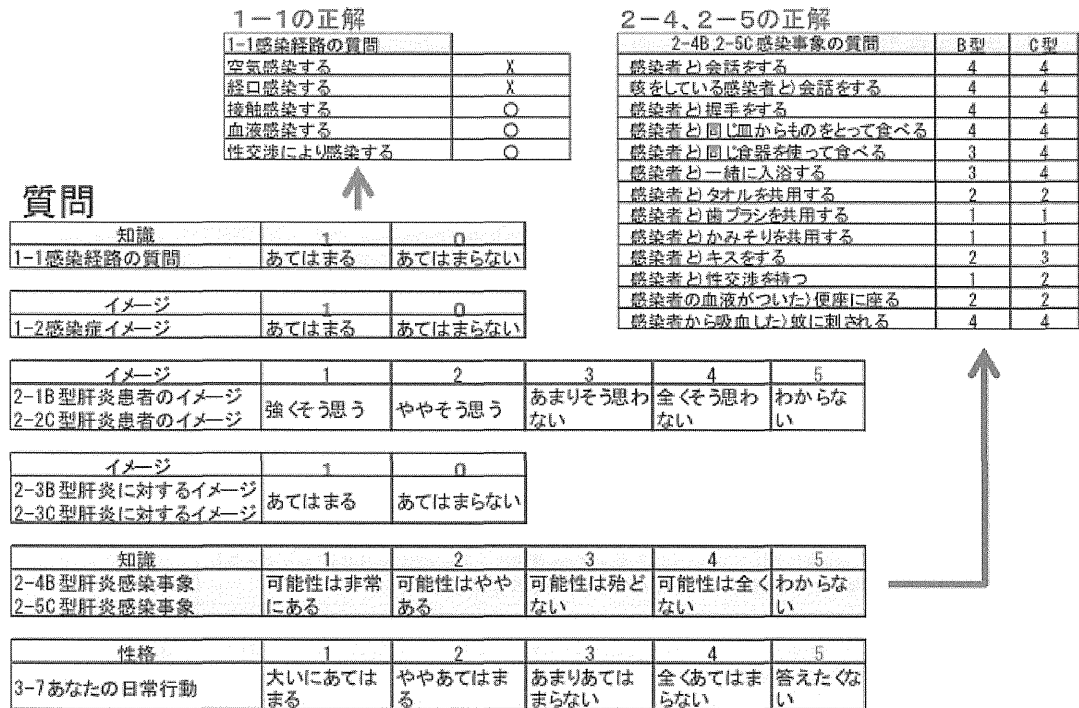 1-1の正解
1-1感染経路の質問
空気感染する X
経口感染する X
接触感染する ○
血液感染する ○
性交渉により感染する ○
2-4、2-5の正解
2-4B,2-5C感染事象の質問 B型 C型
感染者と)会話をする 4 4
咳をしている感染者と)会話をする 4 4
感染者と)握手をする 4 4
感染者と)同じ皿からものをとって食べる 4 4
感染者と)同じ食器を使って食べる 3 4
感染者と)一緒に入浴する 3 4
感染者と)タオルを共用する 2 2
感染者と)歯ブラシを共用する 1 1
感染者と)かみそりを共用する 1 1
感染者と)キスをする 2 3
感染者と)性交渉を持つ 1 2
感染者の血液がついた)便座に座る 2 2
感染者から吸血した)蚊に刺される 4 4
質問
知識 1 0
1-1感染経路の質問 あてはまる あてはまらない
イメージ 1 0
1-2感染症イメージ あてはまる あてはまらない
イメージ 1 2 3 4 5
2-1B型肝炎患者のイメージ
2-2C型肝炎患者のイメージ
強くそう思う ややそう思う あまりそう思わない 全くそう思わない わからない
イメージ 1 0
2-3B型肝炎に対するイメージ
2-3C型肝炎に対するイメージ
あてはまる あてはまらない
知識 1 2 3 4 5
2-4B型肝炎感染事象
2-5C型肝炎感染事象
可能性は非常にある 可能性はややある 可能性は殆どない 可能性は全くない わからない
性格 1 2 3 4 5
3-7あなたの日常行動 大いにあてはまる ややあてはまる あまりあてはまらない 全くあてはまらない 答えたくない